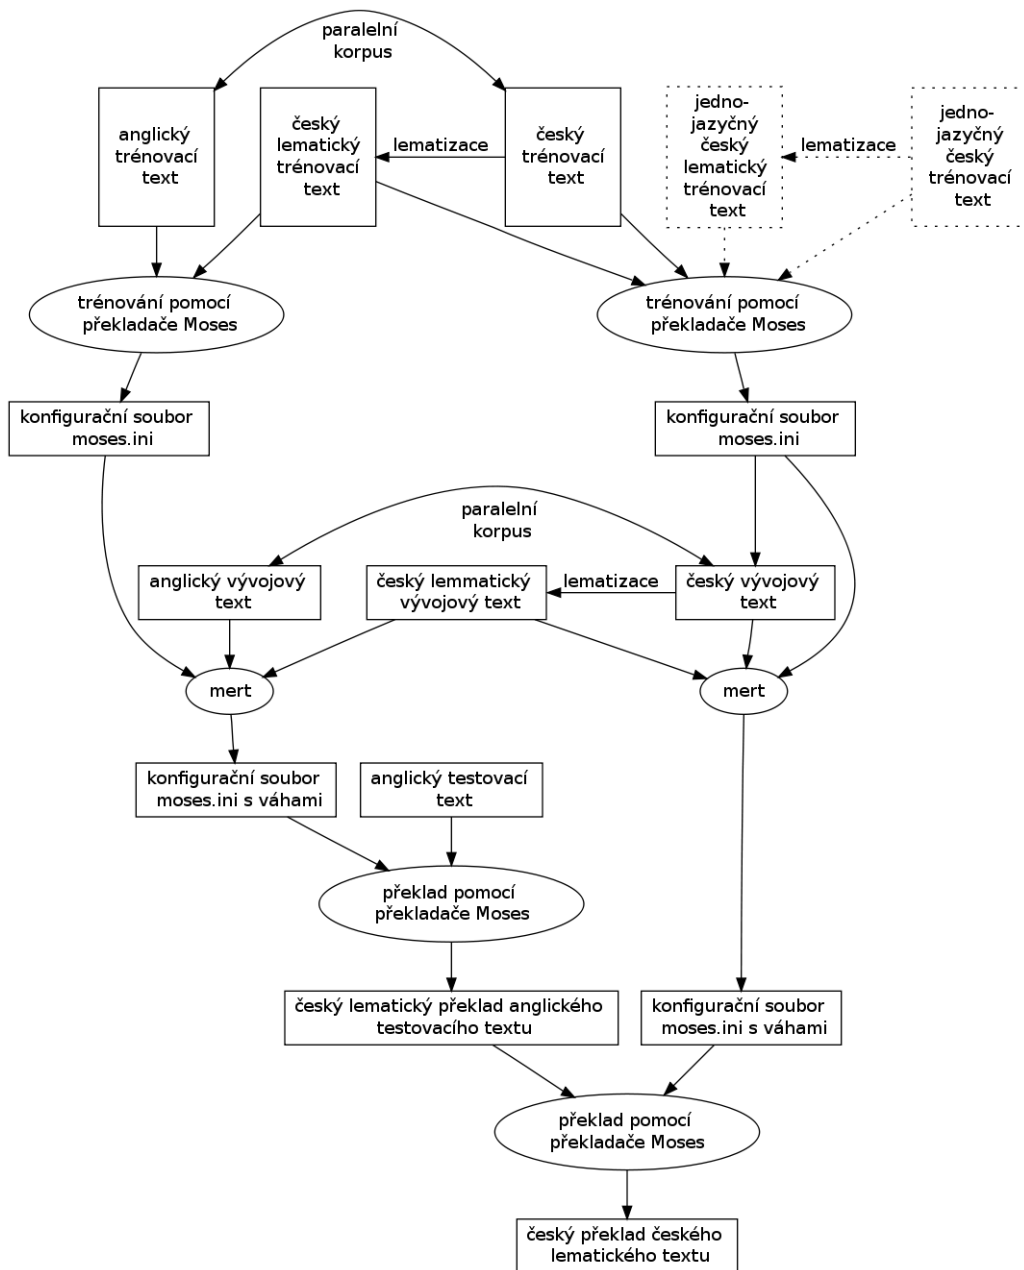 paralelní
korpus
anglický
trénovací
text
český
lematický
trénovací
text
lematizace
český
trénovací
text
jedno-
jazyčný
český
lematický
trénovací
text
lematizace
jedno-
jazyčný
český
trénovací
text
trénování pomocí
překladače Moses
trénování pomocí
překladače Moses
konfigurační soubor
moses.ini
konfigurační soubor
moses.ini
paralelní
korpus
anglický vývojový
text
český lemmatický
vývojový text
lematizace
český vývojový
text
mert
mert
konfigurační soubor
moses.ini s váhami
anglický testovací
text
překlad pomocí
překladače Moses
český lematický překlad anglického
testovacího textu
konfigurační soubor
moses.ini s váhami
překlad pomocí
překladače Moses
český překlad českého
lematického textu